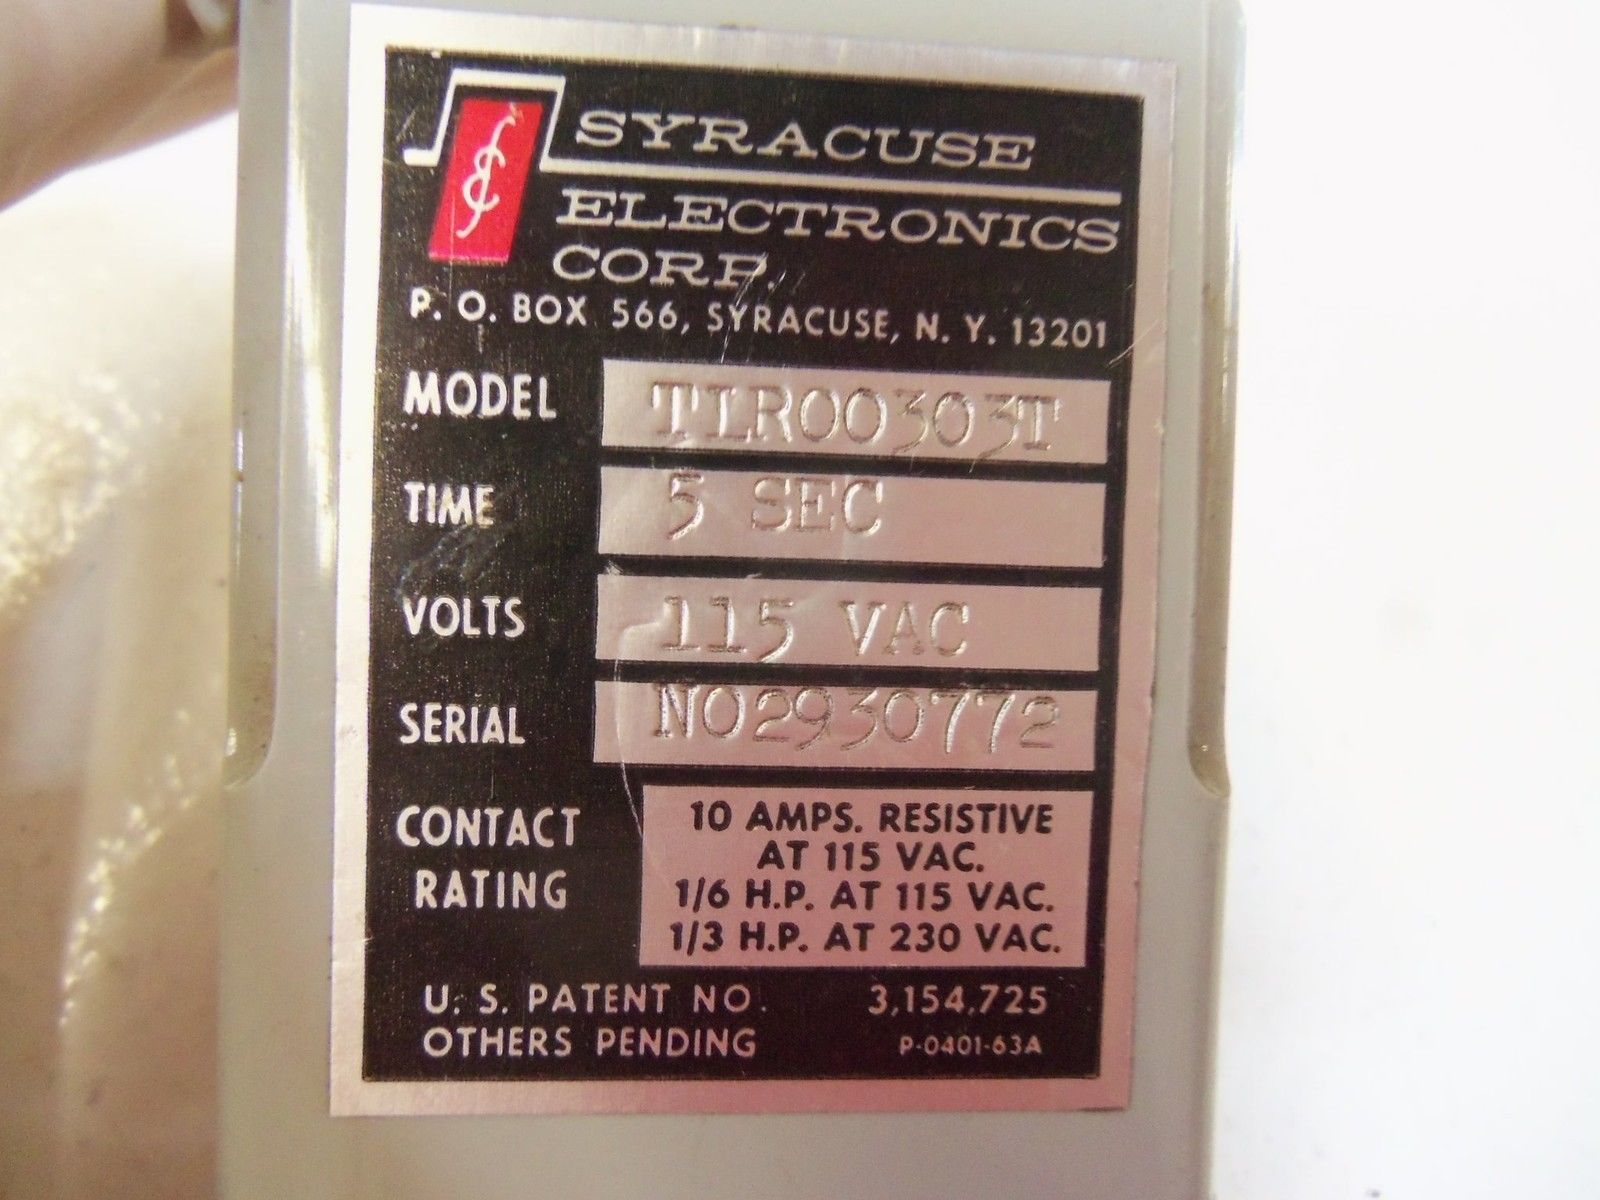 SYRACUSE
ELECTRONICS
CORP.
P. O. BOX 566, SYRACUSE, N. Y. 13201
MODEL TIR00303T
TIME 5 SEC
VOLTS 115 VAC
SERIAL NO2930772
CONTACT RATING
10 AMPS. RESISTIVE
AT 115 VAC.
1/6 H.P. AT 115 VAC.
1/3 H.P. AT 230 VAC.
U. S. PATENT NO. 3,154,725
OTHERS PENDING P-0401-63A